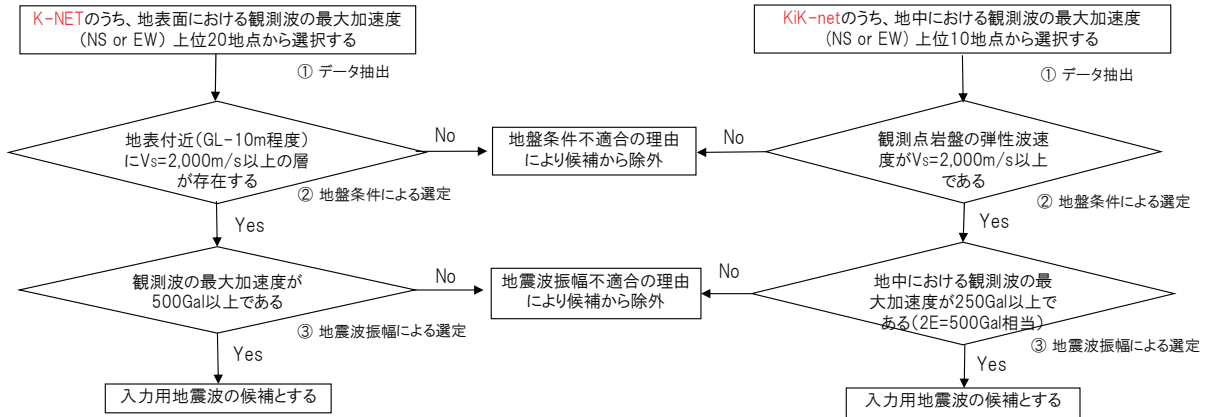 K-NETのうち、地表面における観測波の最大加速度
(NS or EW) 上位20地点から選択する
① データ抽出
地表付近(GL-10m程度)
にVs=2,000m/s以上の層
が存在する
② 地盤条件による選定
No
Yes
観測波の最大加速度が
500Gal以上である
③ 地震波振幅による選定
No
Yes
入力用地震波の候補とする
地盤条件不適合の理由
により候補から除外
地震波振幅不適合の理由
により候補から除外
KiK-netのうち、地中における観測波の最大加速度
(NS or EW) 上位10地点から選択する
① データ抽出
観測点岩盤の弾性波速
度がVs=2,000m/s以上
である
② 地盤条件による選定
No
Yes
地中における観測波の最
大加速度が250Gal以上で
ある(2E=500Gal相当)
③ 地震波振幅による選定
No
Yes
入力用地震波の候補とする